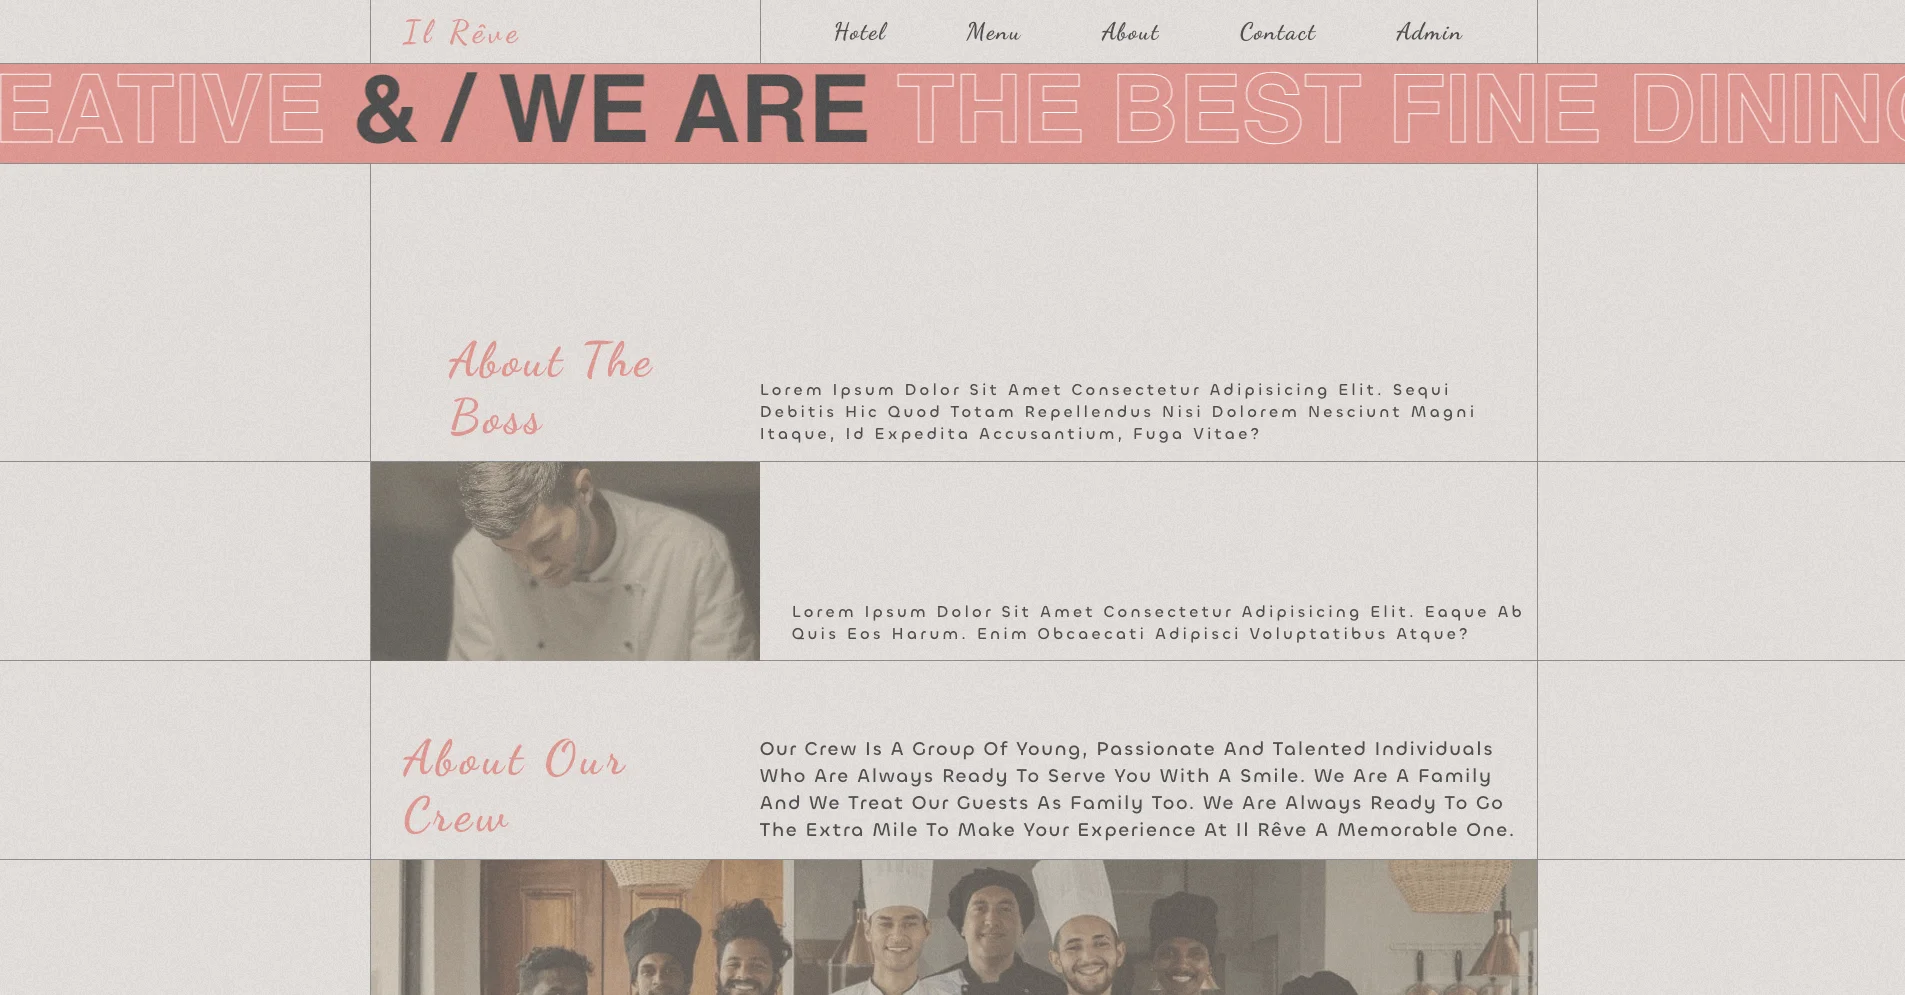 Il Rêve
Hotel Menu About Contact Admin
EATIVE & / WE ARE THE BEST FINE DINING
About The
Boss
Lorem Ipsum Dolor Sit Amet Consectetur Adipisicing Elit. Sequi
Debitis Hic Quod Totam Repellendus Nisi Dolorem Nesciunt Magni
Itaque, Id Expedita Accusantium, Fuga Vitae?
Lorem Ipsum Dolor Sit Amet Consectetur Adipisicing Elit. Eaque Ab
Quis Eos Harum. Enim Obcaecati Adipisci Voluptatibus Atque?
About Our
Crew
Our Crew Is A Group Of Young, Passionate And Talented Individuals
Who Are Always Ready To Serve You With A Smile. We Are A Family
And We Treat Our Guests As Family Too. We Are Always Ready To Go
The Extra Mile To Make Your Experience At Il Rêve A Memorable One.